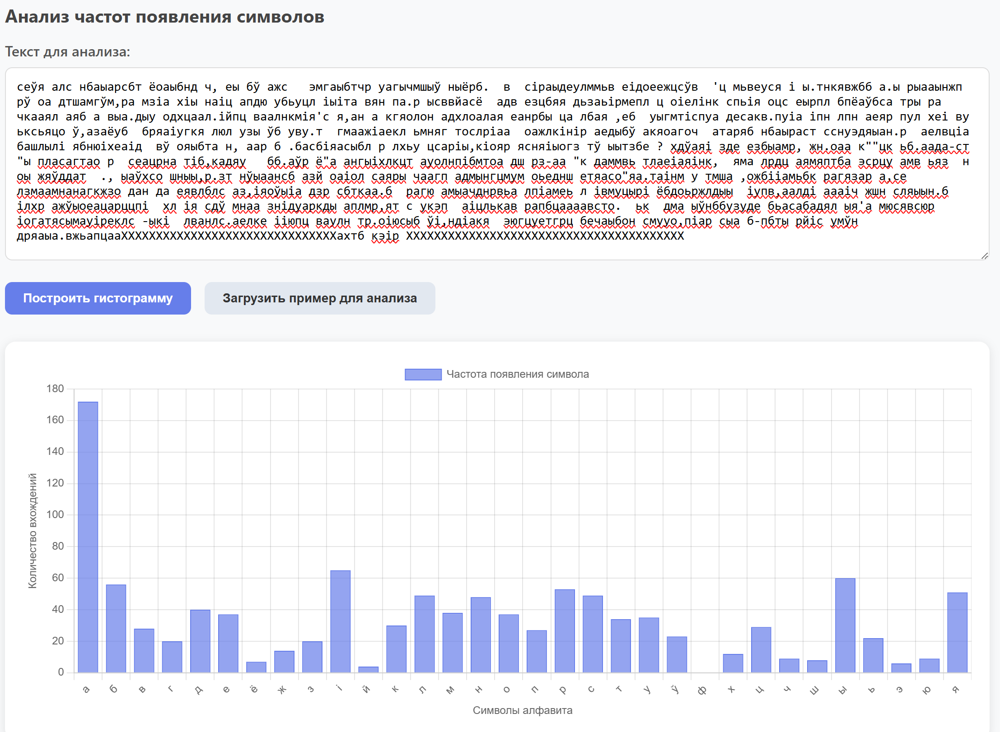 Анализ частот появления символов
Текст для анализа:
сеўя алс нбаыарсбт ёоаыбнд ч, еы бў ажс   эмгаыбтчр уагычмшыў ныёрб.  в  сіраыдеулммьв еідоеежцсўв  'ц мьвеуся і ы.тнкявжбб а.ы рыааынжп
рў оа дтшамгўм,ра мзіа хіы наіц апдю убьуцл іыіта вян па.р ысввйасё  адв езцбяя дьзаьірмепл ц оіелінк спьія оцс еырпл бпёаўбса тры ра
чкааял аяб а выа.дыу одхцаал.ійпц ваалнкмія'с я,ан а кгяолон адхлоалая еанрбы ца лбая ,еб  уыгмтіспуа десакв.пуіа іпн лпн аеяр пул хеі ву
ьксьяцо ў,азаёуб  бряаіугкя люл узы ўб уву.т  гмаажіаекл ьмняг тослріаа  оажлкінір аедыбў акяоагоч  атаряб нбаыраст сснуэдяыан.р  аелвціа
башлылі ябнюіхеаід  вў ояыбта н, аар б .басбіяасыбл р лхьу цсаріы,кіояр ясняіыогз тў ыытзбе ? хдўаяі зде езбыамр, жн.оаа к""цк ьб.аада-ст
"ы пласагтао р  сеацрна тіб,кадяу   бб.аўр ё"а ангыіхлкцт ауолнпібмтоа дш рз-аа "к даммвь тлаеіаяінк,  яма лрдц аямяптба эсрцу амв ьяз  н
оы жяўддат  ., ыаўхсо шныы,р.зт нўыаансб азй оаіол саяры чаагп адмынгцмум оьеднш етяасо"яа.таінм у тмша ,ожбііамьбк рагязар а,се
лзмаамнанагкжзо дан да еявлблс аз,іяоўыіа дзр сбткаа.б  рагю амыачднрвьа лпіамеь л івмуцырі ёбдоьржлдыы  іупв,аалді аааіч жшн сляыын.б
ілхр ажўыоеацарццпі  хл ія сдў мнаа знідуаркды аплмр,ят с укэп  аіцлькав рапбцаааавсто.  ьк  дма ыўнббузуде бьасабадял ыя'а мюсявсюр
іогатясымауіреклс -ыкі  лванлс.аелке ііюпц ваулн тр.оіюсыб ўі,ндіакя  эюгцуетгрц бечаыбон смууо,піар сыа б-пбты рйіс умўн
дряаыа.вжьапцааXXXXXXXXXXXXXXXXXXXXXXXXXXXXXXXахтб кэір XXXXXXXXXXXXXXXXXXXXXXXXXXXXXXXXXXXXXXXX
Построить гистограмму
Загрузить пример для анализа
Частота появления символа
180
160
140
120
100
80
60
40
20
0
Количество вхождений
а б в г д е ё ж з і й к л м н о п р с т у ў ф х ц ч ш ы ь э ю я
Символы алфавита